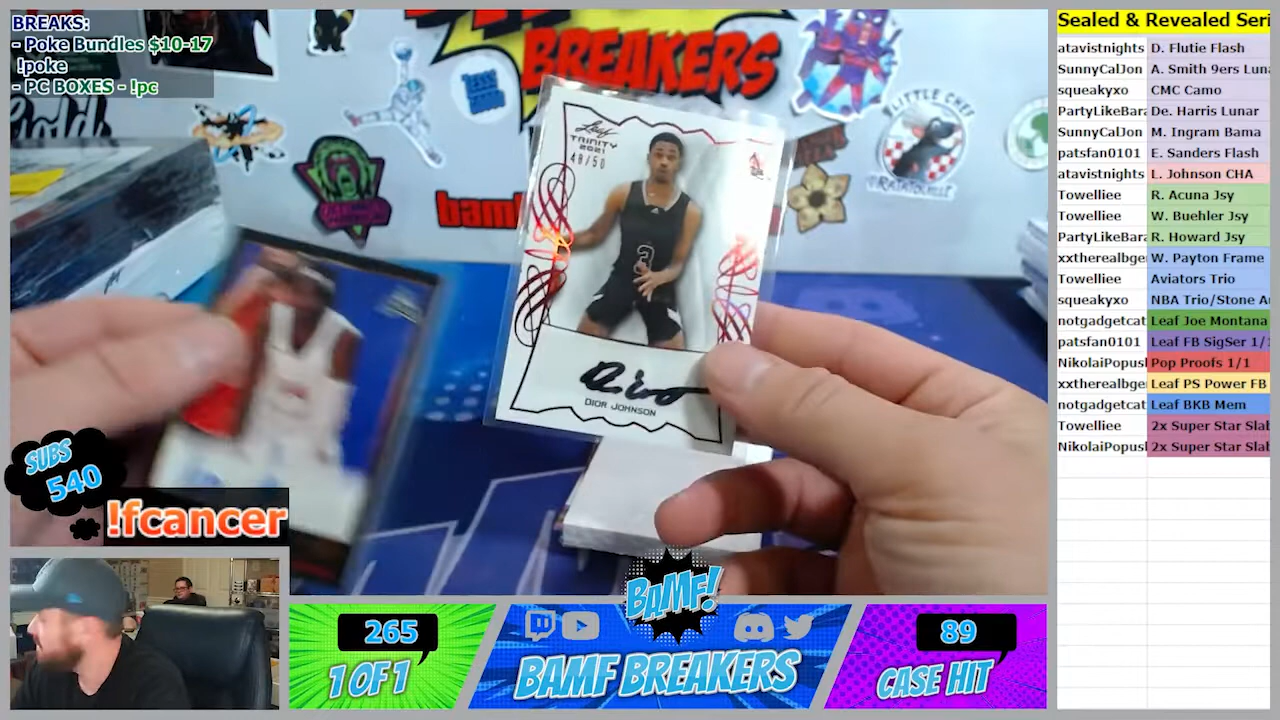 BREAKS:
- Poke Bundles $10-17
!poke
- PC BOXES - !pc
BREAKERS
LITTLE CHEF
RATATOUILLE
Leaf
TRINITY
2021
48/50
3
DIOR JOHNSON
SUBS
540
!fcancer
BAMF!
265
1 OF 1
BAMF BREAKERS
89
CASE HIT
Sealed & Revealed Seri
atavistnights D. Flutie Flash
SunnyCalJon A. Smith 9ers Luna
squeakyxo CMC Camo
PartyLikeBara De. Harris Lunar
SunnyCalJon M. Ingram Bama
patsfan0101 E. Sanders Flash
atavistnights L. Johnson CHA
Towelliee R. Acuna Jsy
Towelliee W. Buehler Jsy
PartyLikeBara R. Howard Jsy
xxtherealbge W. Payton Frame
Towelliee Aviators Trio
squeakyxo NBA Trio/Stone A
notgadgetcat Leaf Joe Montana
patsfan0101 Leaf FB SigSer 1/
NikolaiPopusl Pop Proofs 1/1
xxtherealbge Leaf PS Power FB
notgadgetcat Leaf BKB Mem
Towelliee 2x Super Star Slab
NikolaiPopusl 2x Super Star Slab